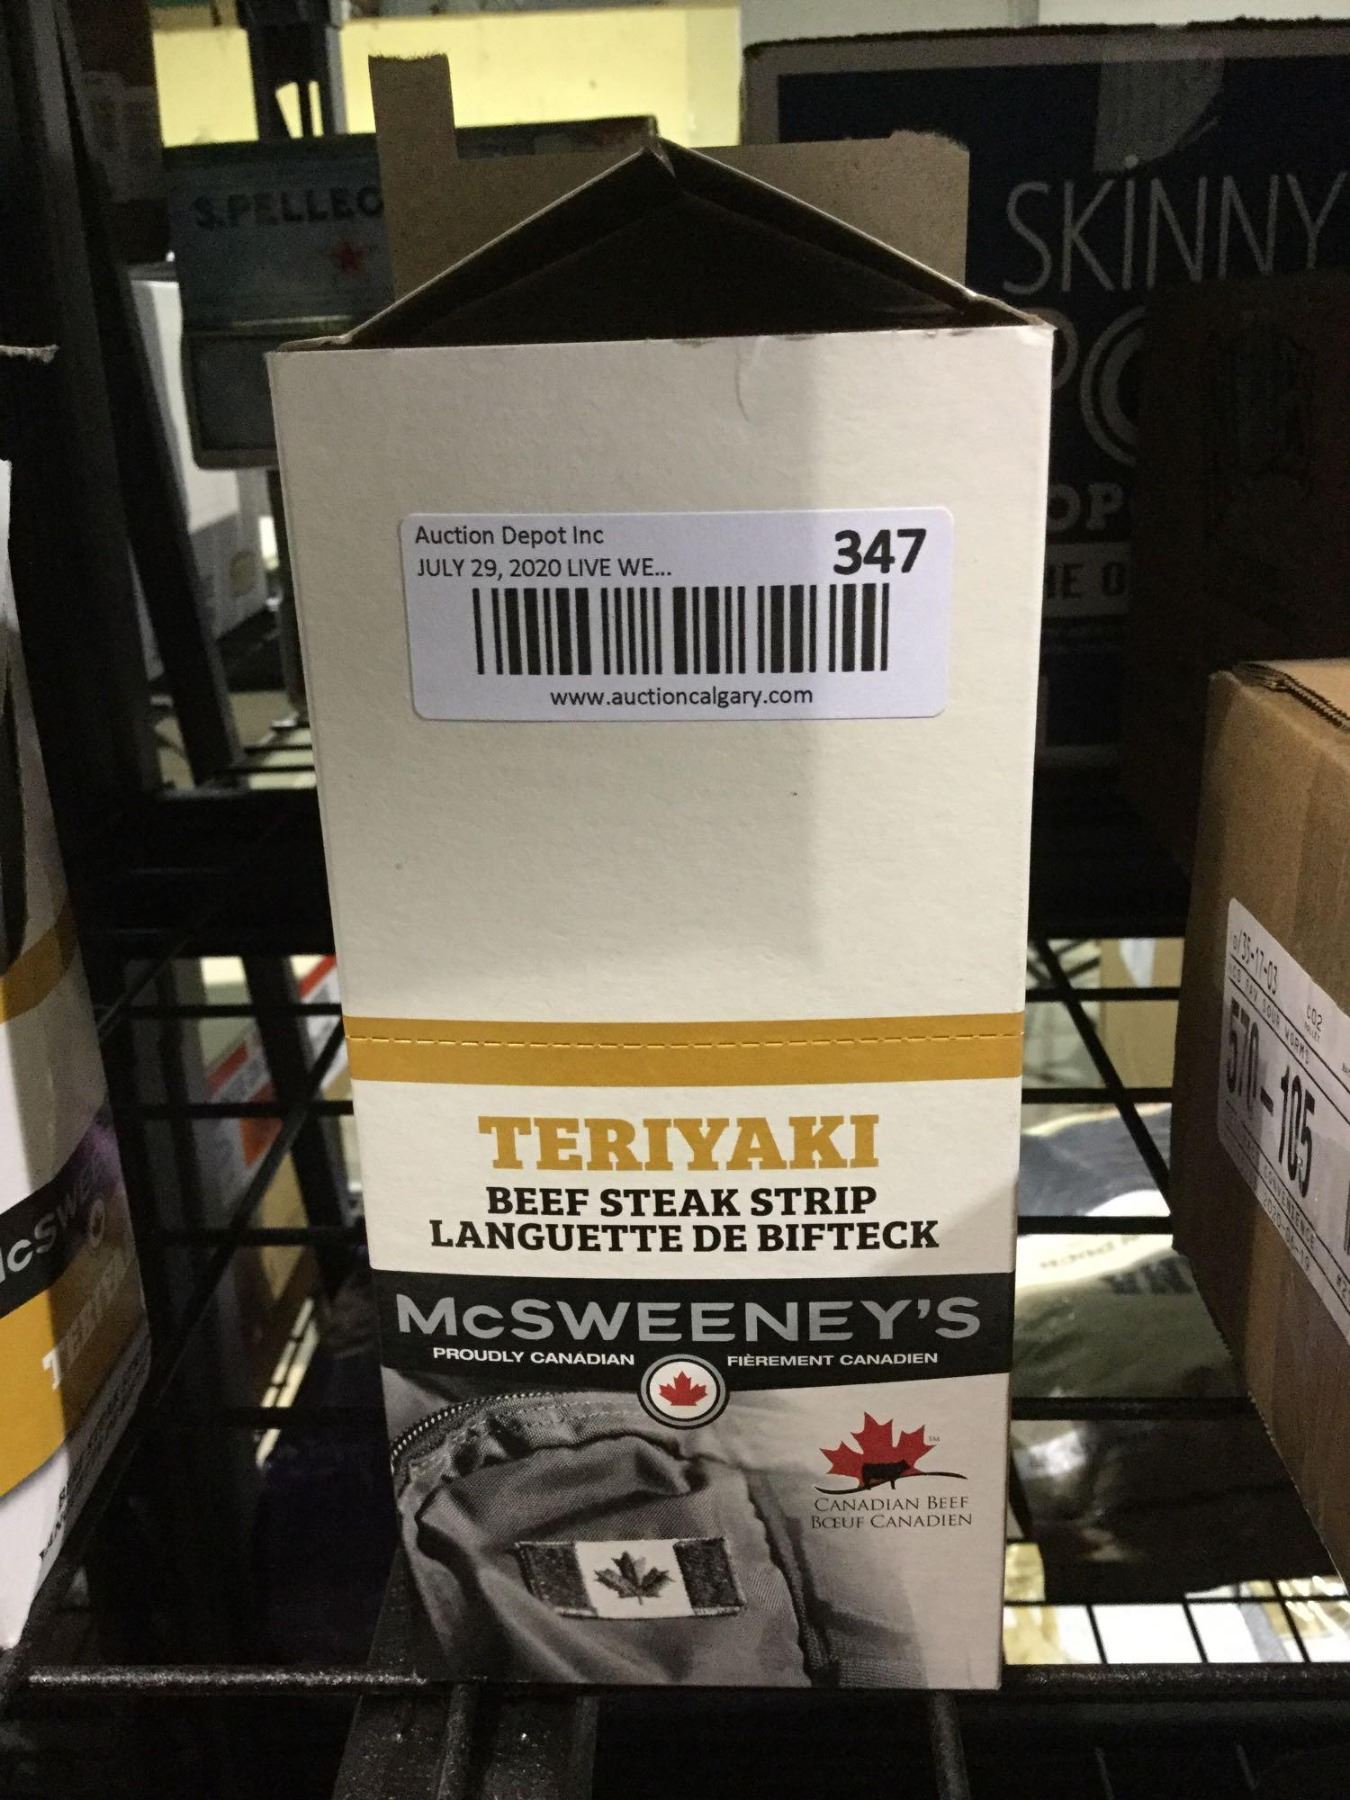 S.PELLEG
SKINNY
Auction Depot Inc
347
JULY 29, 2020 LIVE WE...
www.auctioncalgary.com
TERIYAKI
BEEF STEAK STRIP
LANGUETTE DE BIFTECK
McSWEENEY'S
PROUDLY CANADIAN
FIÈREMENT CANADIEN
CANADIAN BEEF
BŒUF CANADIEN
TM
570-105